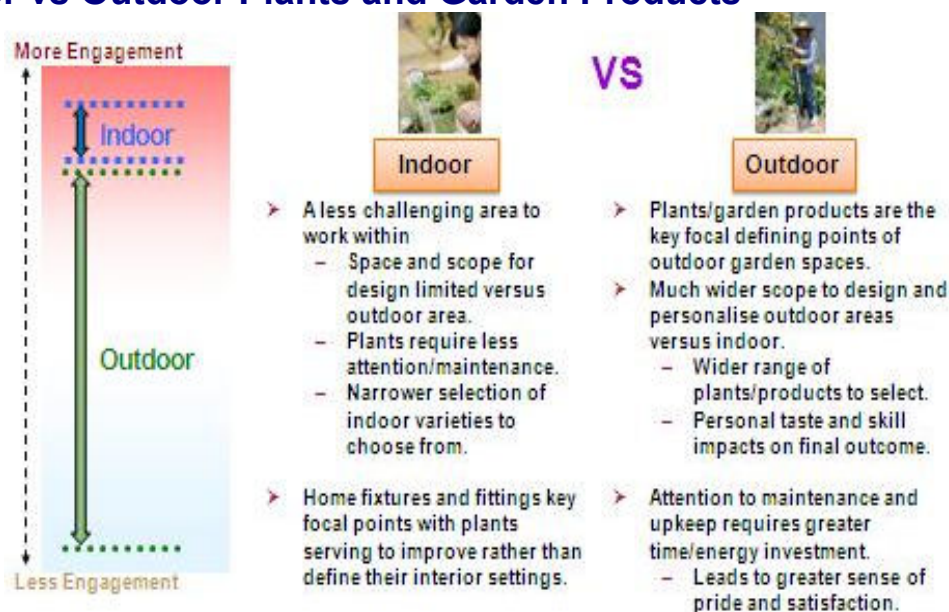 vs Outdoor Plants and Garden Products
More Engagement
Indoor
Outdoor
Less Engagement
VS
Indoor
➢ A less challenging area to
work within
– Space and scope for
design limited versus
outdoor area.
– Plants require less
attention/maintenance.
– Narrower selection of
indoor varieties to
choose from.
➢ Home fixtures and fittings key
focal points with plants
serving to improve rather than
define their interior settings.
Outdoor
➢ Plants/garden products are the
key focal defining points of
outdoor garden spaces.
➢ Much wider scope to design and
personalise outdoor areas
versus indoor.
– Wider range of
plants/products to select.
– Personal taste and skill
impacts on final outcome.
➢ Attention to maintenance and
upkeep requires greater
time/energy investment.
– Leads to greater sense of
pride and satisfaction.